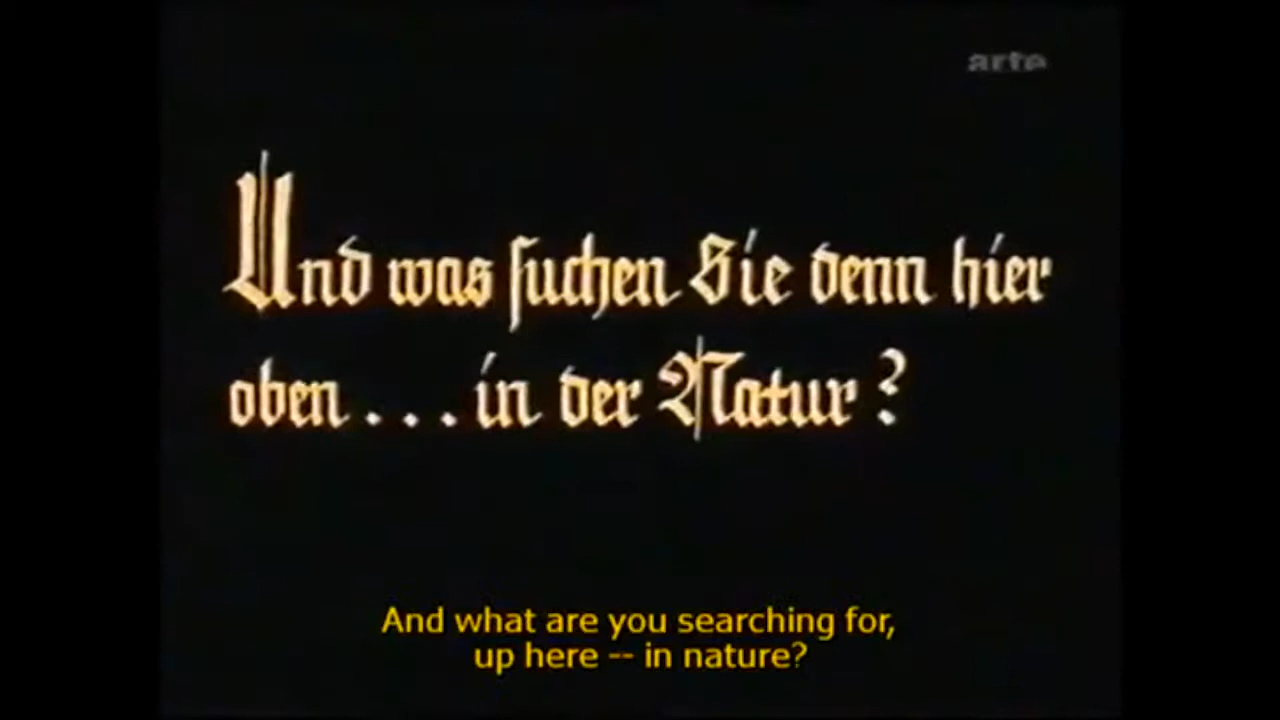 arte
Und was suchen Sie denn hier
oben... in der Natur?
And what are you searching for,
up here -- in nature?